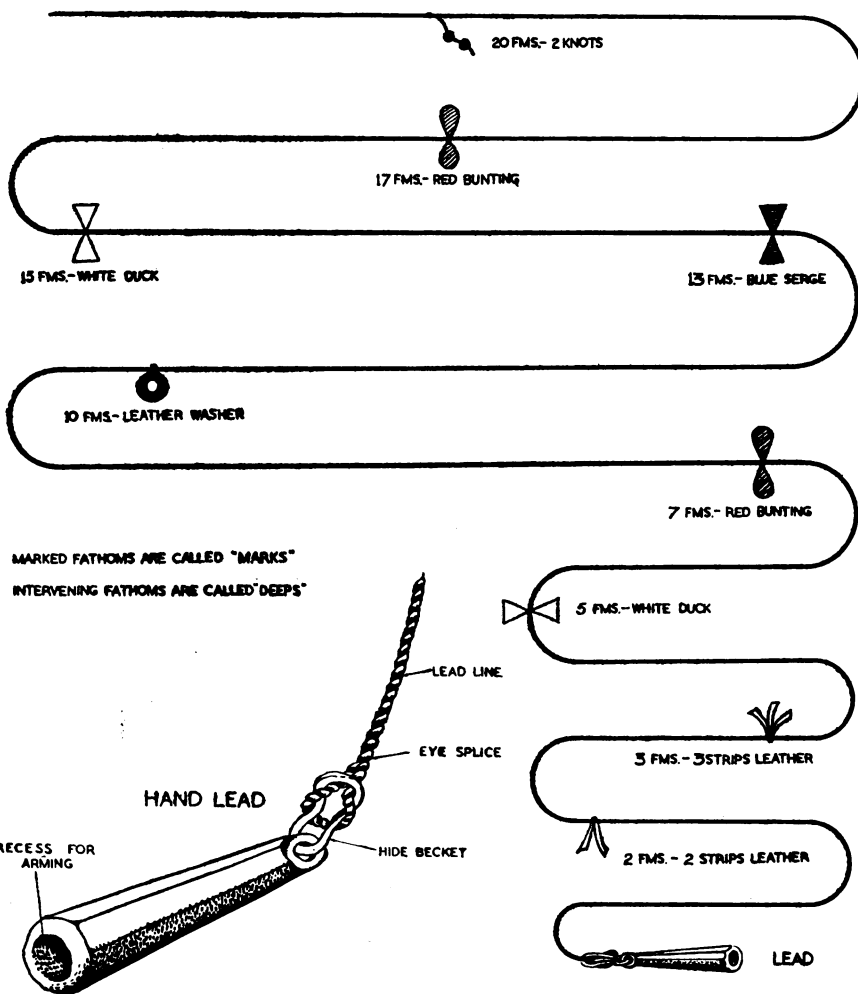 20 FMS.- 2 KNOTS
17 FMS.- RED BUNTING
15 FMS.-WHITE DUCK
13 FMS.- BLUE SERGE
10 FMS.-LEATHER WASHER
7 FMS.- RED BUNTING
MARKED FATHOMS ARE CALLED "MARKS"
INTERVENING FATHOMS ARE CALLED "DEEPS"
5 FMS.-WHITE DUCK
LEAD LINE
3 FMS.- 3 STRIPS LEATHER
EYE SPLICE
HAND LEAD
RECESS FOR
ARMING
HIDE BECKET
2 FMS. - 2 STRIPS LEATHER
LEAD